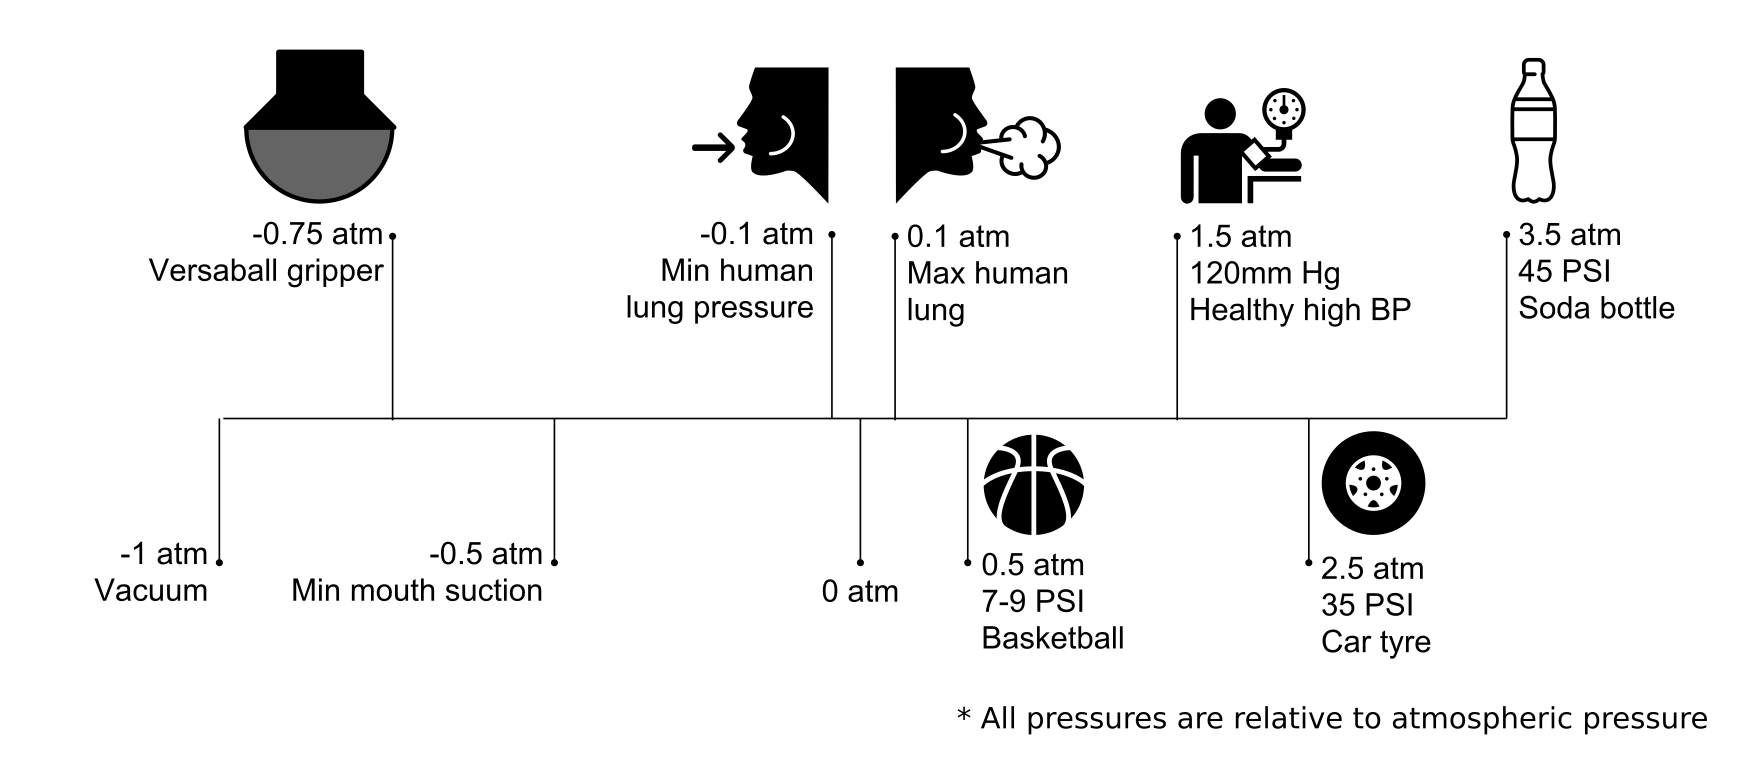 -0.75 atm
Versaball gripper
-0.1 atm
Min human
lung pressure
0.1 atm
Max human
lung
1.5 atm
120mm Hg
Healthy high BP
3.5 atm
45 PSI
Soda bottle
-1 atm
Vacuum
-0.5 atm
Min mouth suction
0 atm
0.5 atm
7-9 PSI
Basketball
2.5 atm
35 PSI
Car tyre
* All pressures are relative to atmospheric pressure